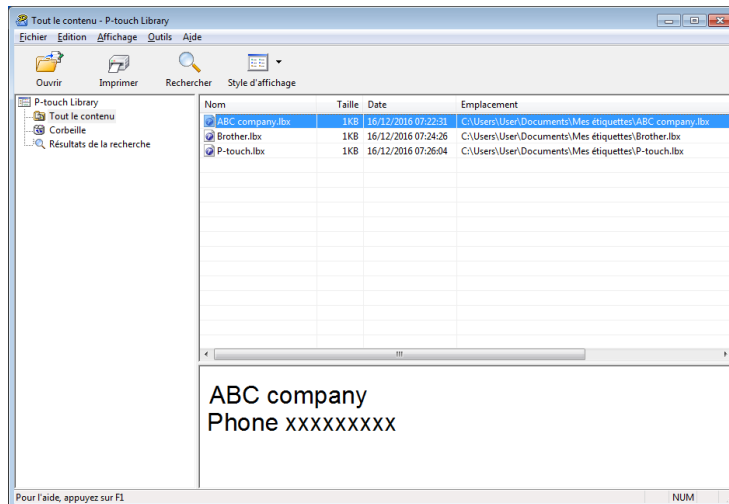 Tout le contenu - P-touch Library
Fichier Edition Affichage Outils Aide
Ouvrir Imprimer Rechercher Style d'affichage
P-touch Library
Tout le contenu
Corbeille
Résultats de la recherche
Nom Taille Date Emplacement
ABC company.lbx 1KB 16/12/2016 07:22:31 C:\Users\User\Documents\Mes étiquettes\ABC company.lbx
Brother.lbx 1KB 16/12/2016 07:24:26 C:\Users\User\Documents\Mes étiquettes\Brother.lbx
P-touch.lbx 1KB 16/12/2016 07:26:04 C:\Users\User\Documents\Mes étiquettes\P-touch.lbx
ABC company
Phone xxxxxxxxx
Pour l'aide, appuyez sur F1 NUM